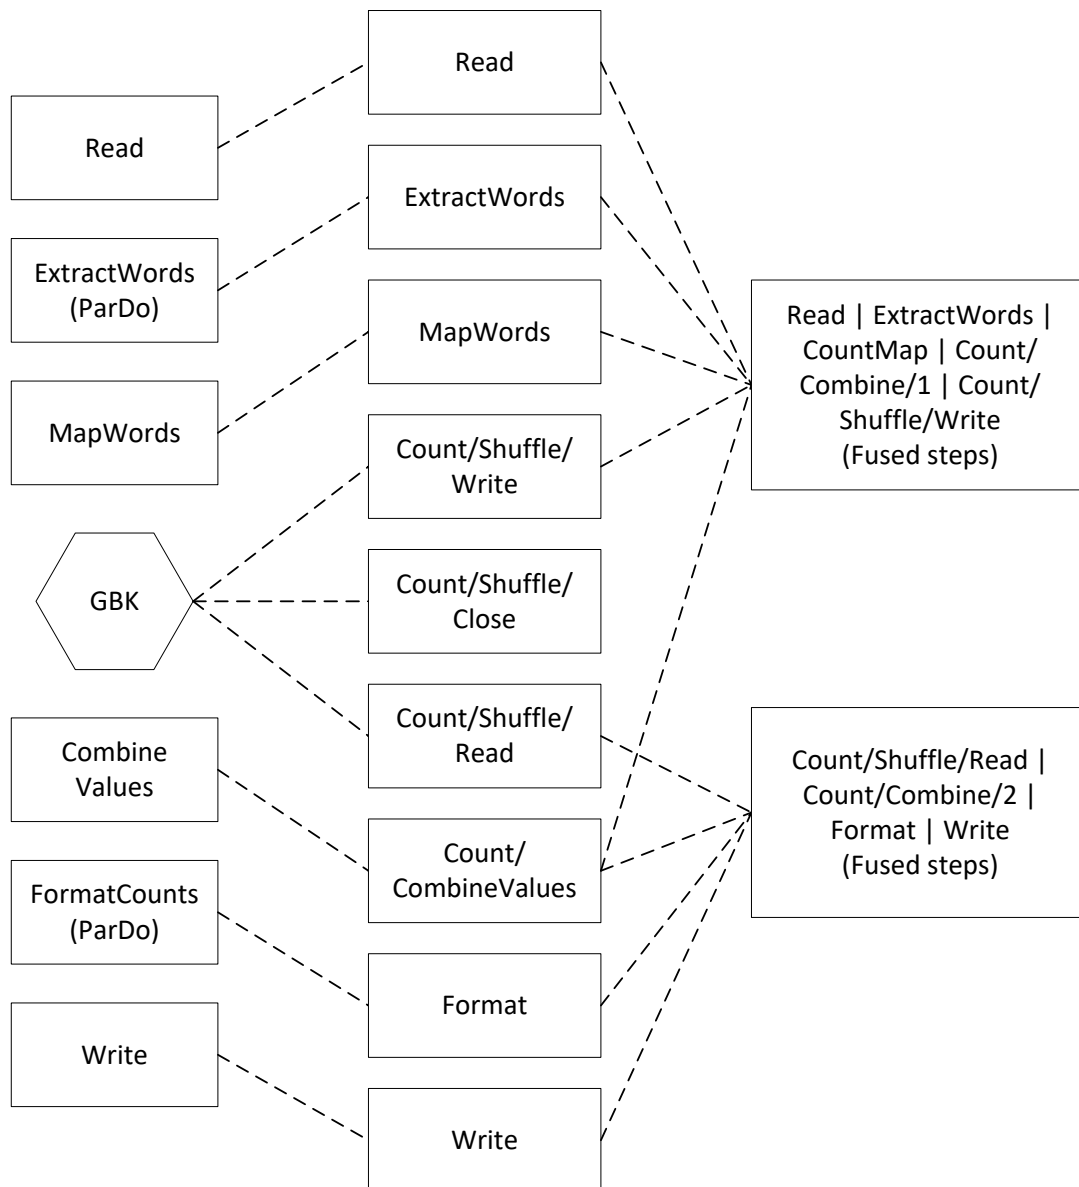 Read
ExtractWords
(ParDo)
MapWords
GBK
Combine
Values
FormatCounts
(ParDo)
Write
Read
ExtractWords
MapWords
Count/Shuffle/
Write
Count/Shuffle/
Close
Count/Shuffle/
Read
Count/
CombineValues
Format
Write
Read | ExtractWords |
CountMap | Count/
Combine/1 | Count/
Shuffle/Write
(Fused steps)
Count/Shuffle/Read |
Count/Combine/2 |
Format | Write
(Fused steps)